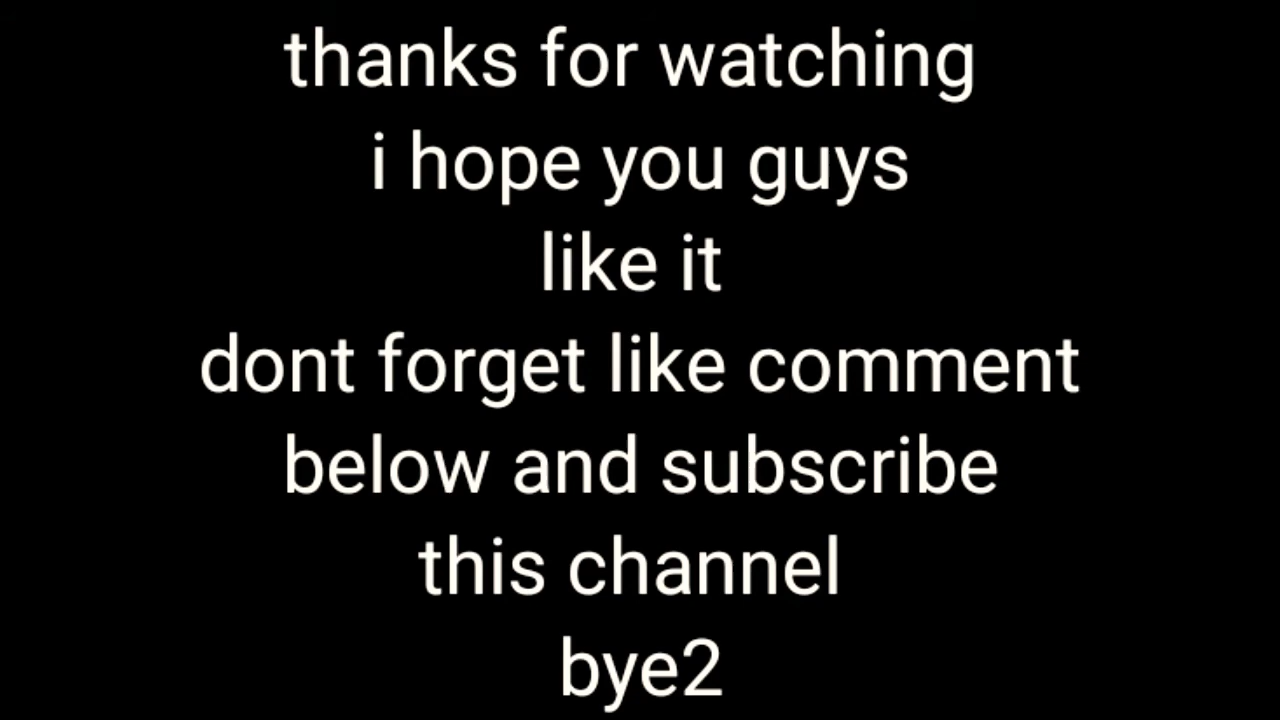 thanks for watching
i hope you guys
like it
dont forget like comment
below and subscribe
this channel
bye2